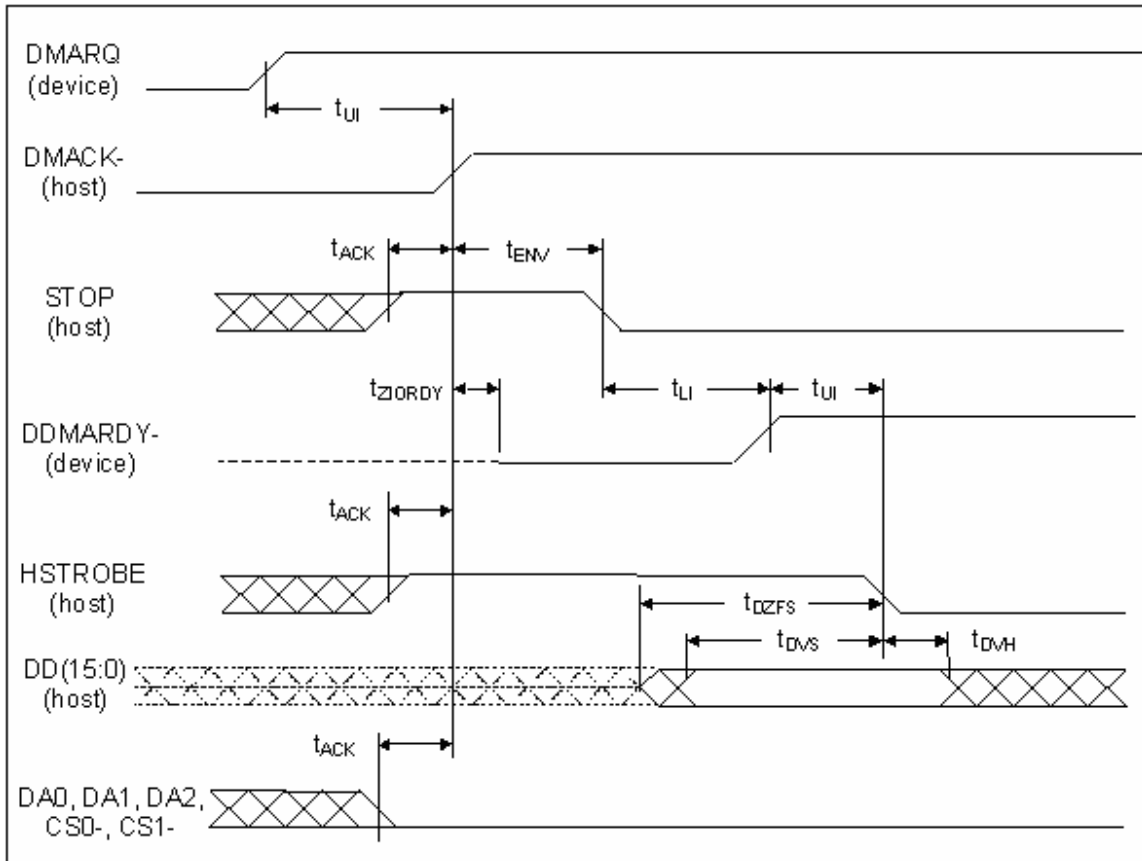 DMARQ
(device)
tUI
DMACK-
(host)
tACK
tENV
STOP
(host)
tZIORDY
tLI
tUI
DDMARDY-
(device)
tACK
HSTROBE
(host)
tDZFS
tDVS
tDVH
DD(15:0)
(host)
tACK
DA0, DA1, DA2,
CS0-, CS1-